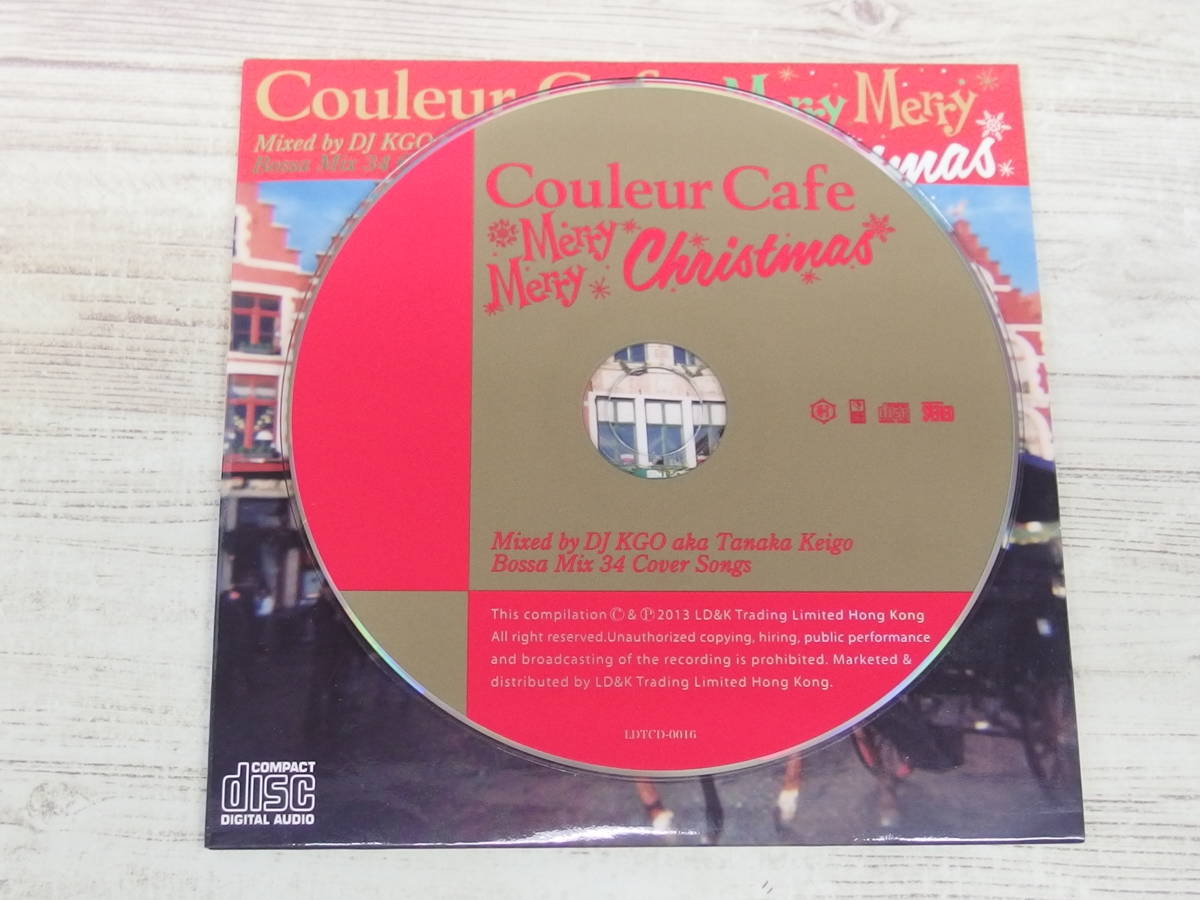 Couleur Merry Merry
Mixed by DJ KGO
Bossa Mix 34
Couleur Cafe
Merry
Merry Christmas
Mixed by DJ KGO aka Tanaka Keigo
Bossa Mix 34 Cover Songs
This compilation Ⓒ & Ⓟ 2013 LD&K Trading Limited Hong Kong
All right reserved.Unauthorized copying, hiring, public performance
and broadcasting of the recording is prohibited. Marketed &
distributed by LD&K Trading Limited Hong Kong.
LDTCD-0016
COMPACT
disc
DIGITAL AUDIO